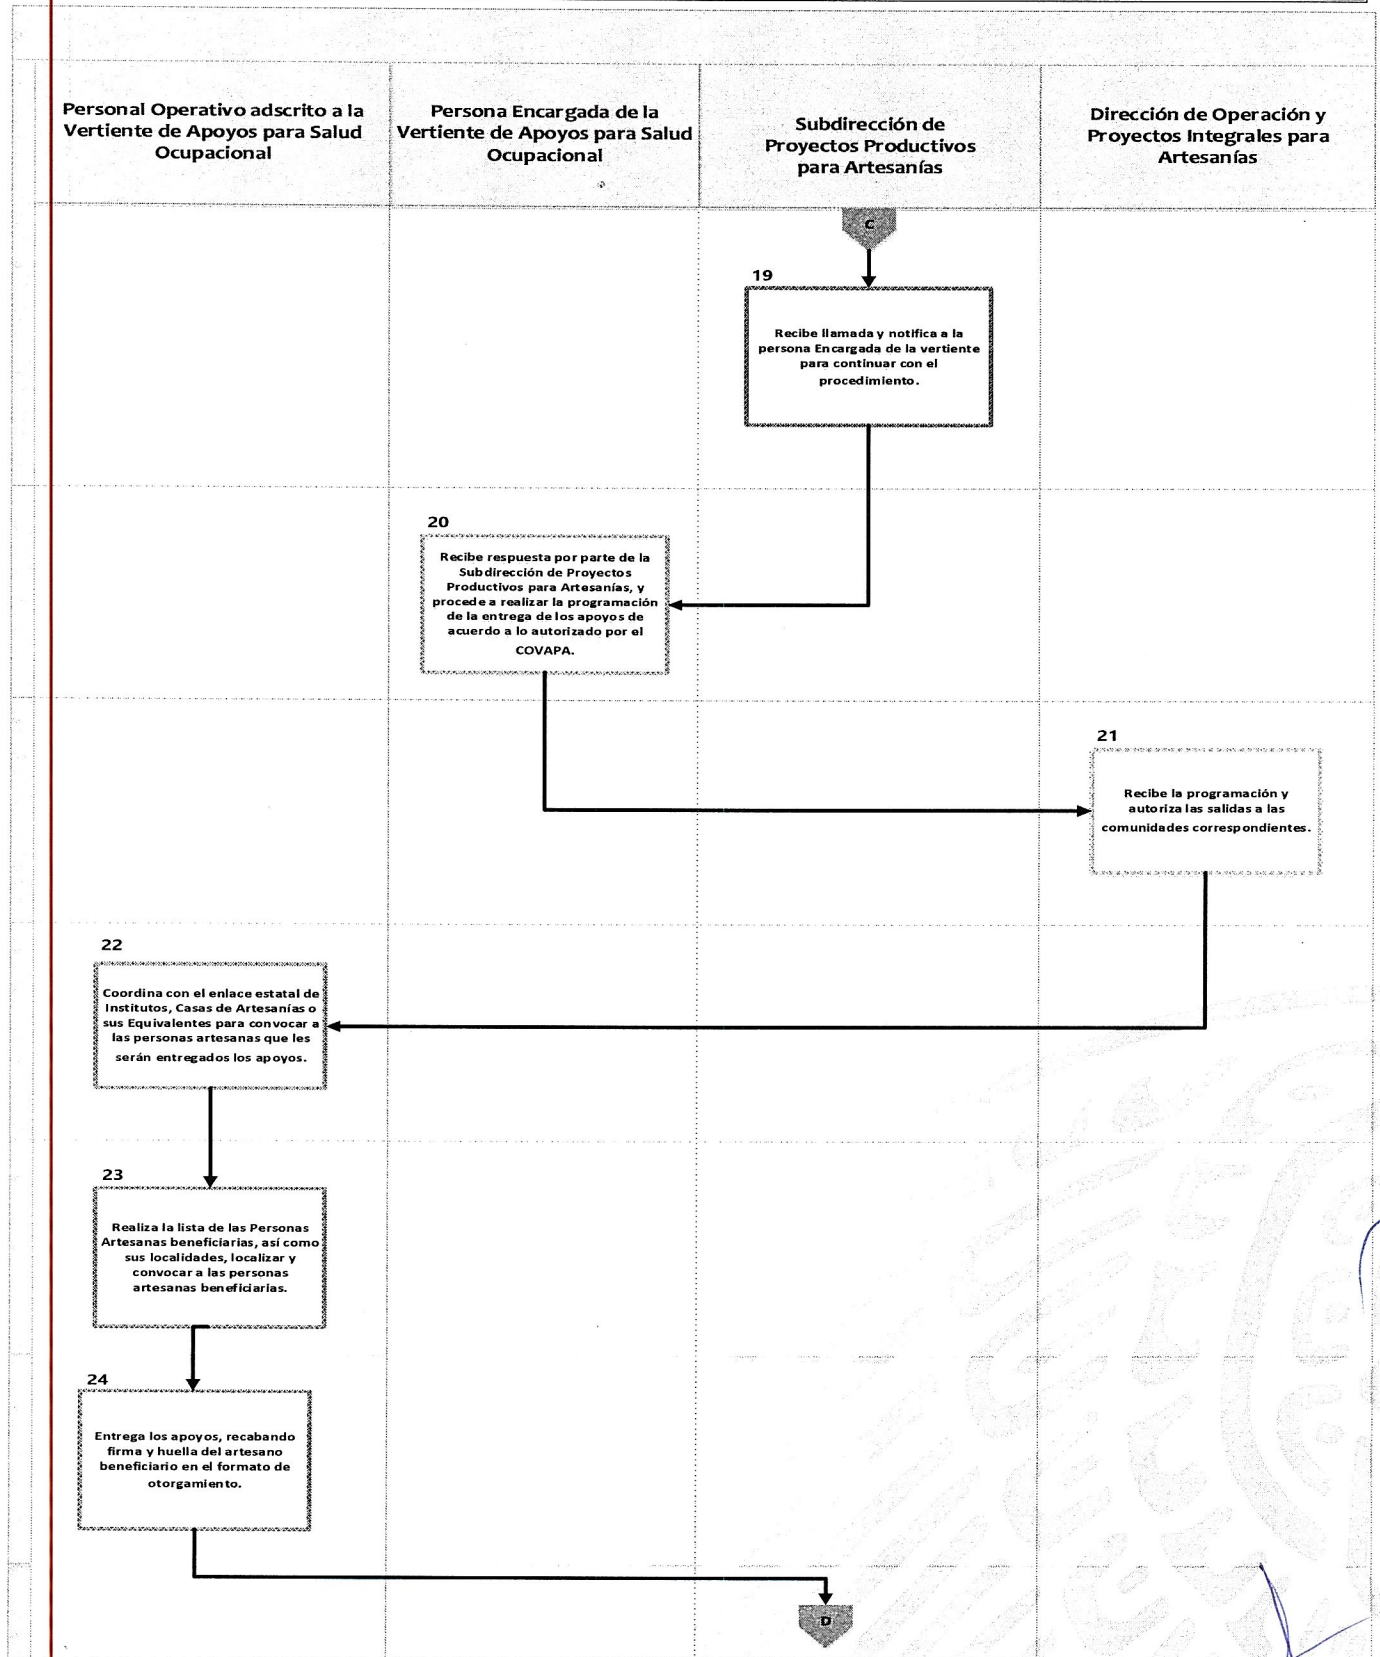 Personal Operativo adscrito a la
Vertiente de Apoyos para Salud
Ocupacional
Persona Encargada de la
Vertiente de Apoyos para Salud
Ocupacional
Subdirección de
Proyectos Productivos
para Artesanías
Dirección de Operación y
Proyectos Integrales para
Artesanías
C
19
Recibe llamada y notifica a la
persona Encargada de la vertiente
para continuar con el
procedimiento.
20
Recibe respuesta por parte de la
Subdirección de Proyectos
Productivos para Artesanías, y
procede a realizar la programación
de la entrega de los apoyos de
acuerdo a lo autorizado por el
COVAPA.
21
Recibe la programación y
autoriza las salidas a las
comunidades correspondientes.
22
Coordina con el enlace estatal de
Institutos, Casas de Artesanías o
sus Equivalentes para convocar a
las personas artesanas que les
serán entregados los apoyos.
23
Realiza la lista de las Personas
Artesanas beneficiarias, así como
sus localidades, localizar y
convocar a las personas
artesanas beneficiarias.
24
Entrega los apoyos, recabando
firma y huella del artesano
beneficiario en el formato de
otorgamiento.
D